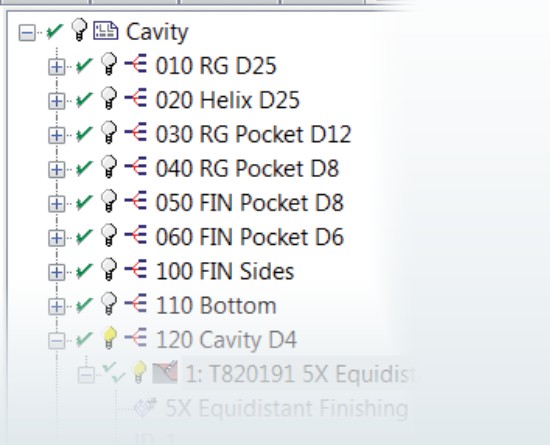 Cavity
010 RG D25
020 Helix D25
030 RG Pocket D12
040 RG Pocket D8
050 FIN Pocket D8
060 FIN Pocket D6
100 FIN Sides
110 Bottom
120 Cavity D4
1: T820191 5X Equidist
5X Equidistant Finishing